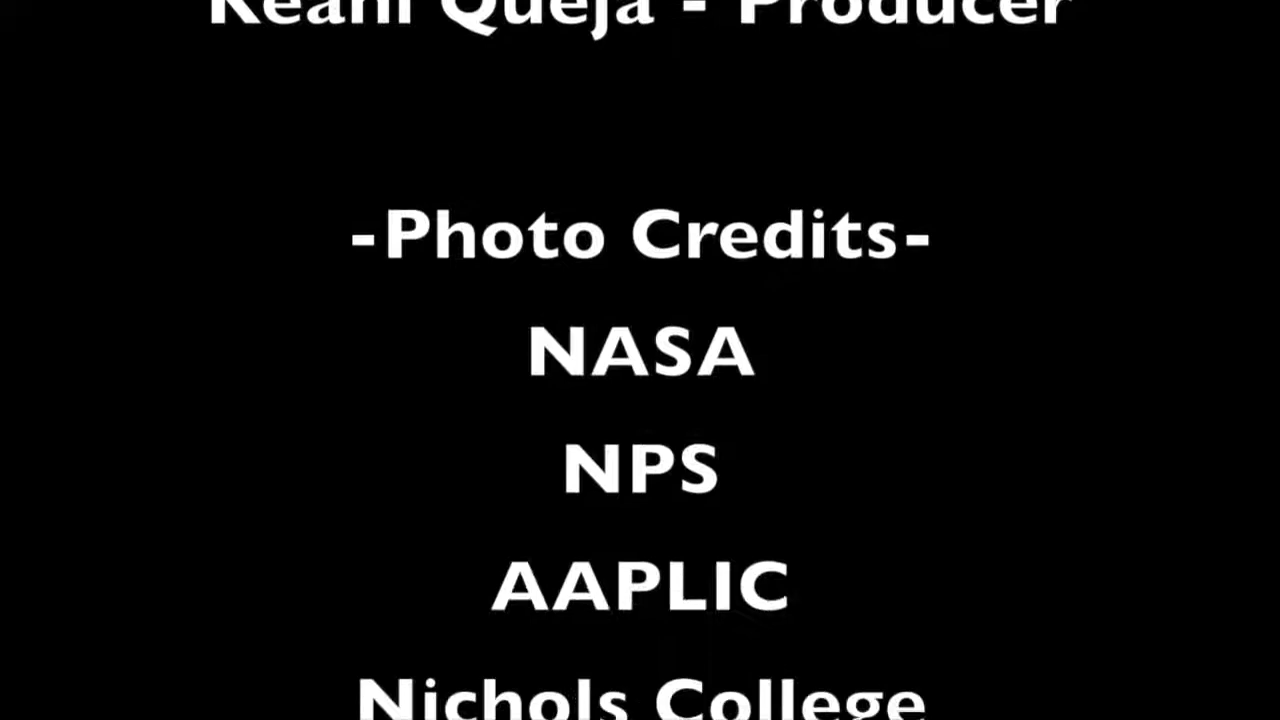 Keani Queja - Producer
-Photo Credits-
NASA
NPS
AAPLIC
Nichols College